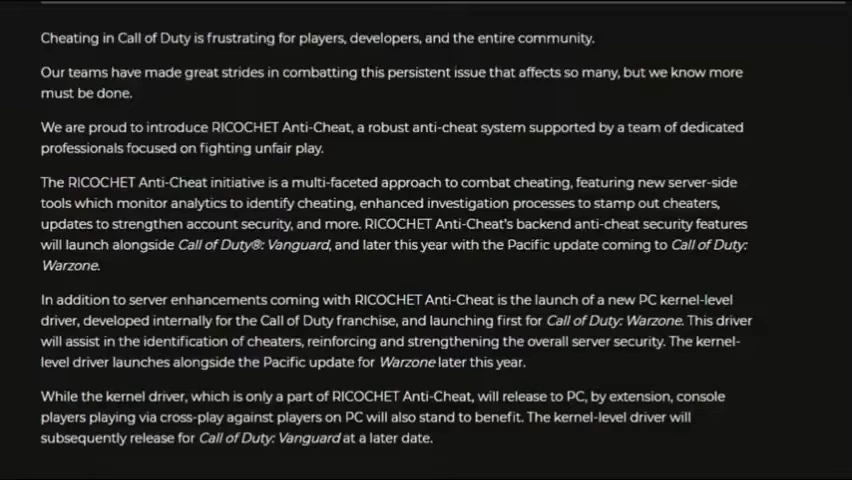 Cheating in Call of Duty is frustrating for players, developers, and the entire community.
Our teams have made great strides in combatting this persistent issue that affects so many, but we know more
must be done.
We are proud to introduce RICOCHET Anti-Cheat, a robust anti-cheat system supported by a team of dedicated
professionals focused on fighting unfair play.
The RICOCHET Anti-Cheat initiative is a multi-faceted approach to combat cheating, featuring new server-side
tools which monitor analytics to identify cheating, enhanced investigation processes to stamp out cheaters,
updates to strengthen account security, and more. RICOCHET Anti-Cheat's backend anti-cheat security features
will launch alongside Call of Duty®: Vanguard, and later this year with the Pacific update coming to Call of Duty:
Warzone.
In addition to server enhancements coming with RICOCHET Anti-Cheat is the launch of a new PC kernel-level
driver, developed internally for the Call of Duty franchise, and launching first for Call of Duty: Warzone. This driver
will assist in the identification of cheaters, reinforcing and strengthening the overall server security. The kernel-
level driver launches alongside the Pacific update for Warzone later this year.
While the kernel driver, which is only a part of RICOCHET Anti-Cheat, will release to PC, by extension, console
players playing via cross-play against players on PC will also stand to benefit. The kernel-level driver will
subsequently release for Call of Duty: Vanguard at a later date.